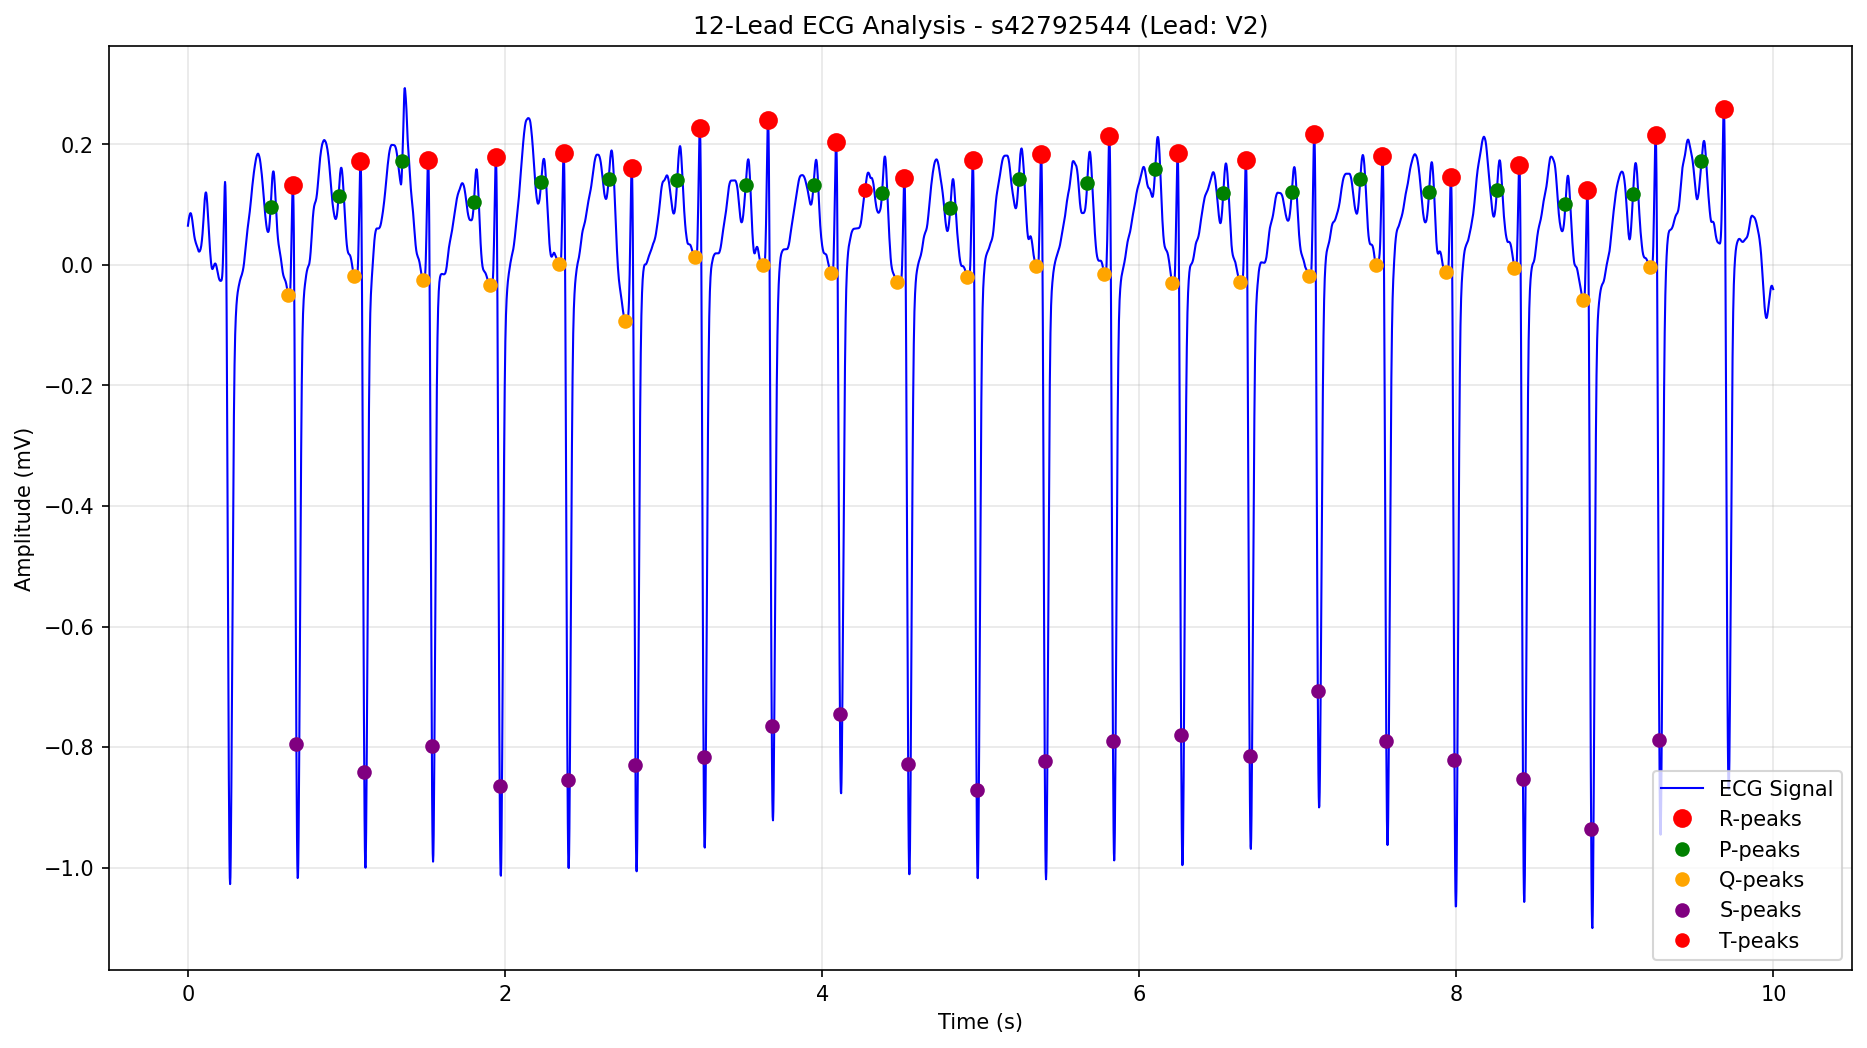 12-Lead ECG Analysis - s42792544 (Lead: V2)
Amplitude (mV)
0.2
0.0
−0.2
−0.4
−0.6
−0.8
−1.0
ECG Signal
R-peaks
P-peaks
Q-peaks
S-peaks
T-peaks
0 2 4 6 8 10
Time (s)